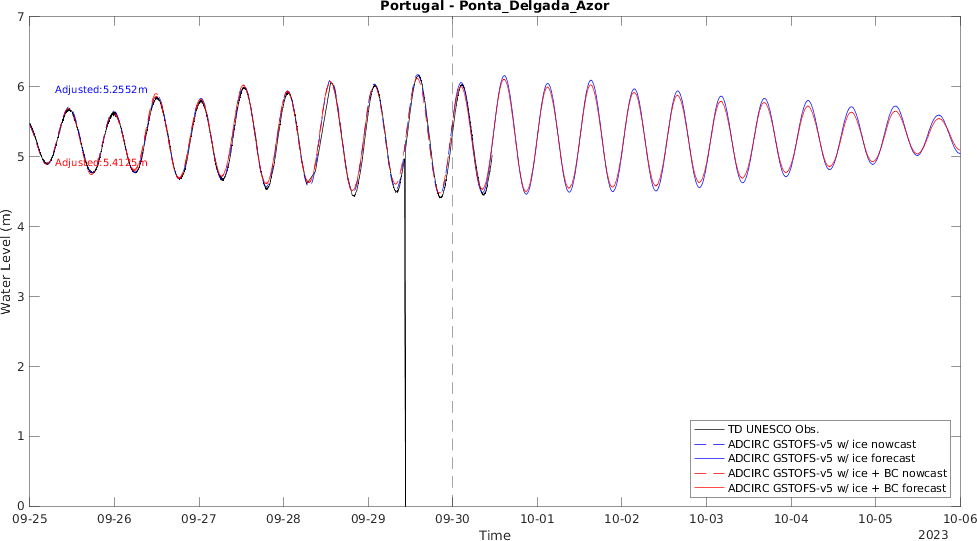 Portugal - Ponta_Delgada_Azor
7
6
5
4
3
2
1
0
Water Level (m)
Adjusted:5.2552m
Adjusted:5.4125m
TD UNESCO Obs.
ADCIRC GSTOFS-v5 w/ ice nowcast
ADCIRC GSTOFS-v5 w/ ice forecast
ADCIRC GSTOFS-v5 w/ ice + BC nowcast
ADCIRC GSTOFS-v5 w/ ice + BC forecast
09-25 09-26 09-27 09-28 09-29 09-30 10-01 10-02 10-03 10-04 10-05 10-06
Time
2023